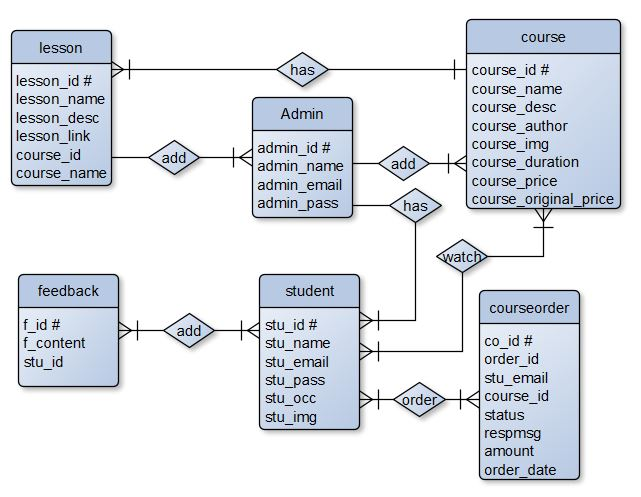 lesson
lesson_id #
lesson_name
lesson_desc
lesson_link
course_id
course_name
has
course
course_id #
course_name
course_desc
course_author
course_img
course_duration
course_price
course_original_price
add
Admin
admin_id #
admin_name
admin_email
admin_pass
add
has
watch
feedback
f_id #
f_content
stu_id
add
student
stu_id #
stu_name
stu_email
stu_pass
stu_occ
stu_img
order
courseorder
co_id #
order_id
stu_email
course_id
status
respmsg
amount
order_date